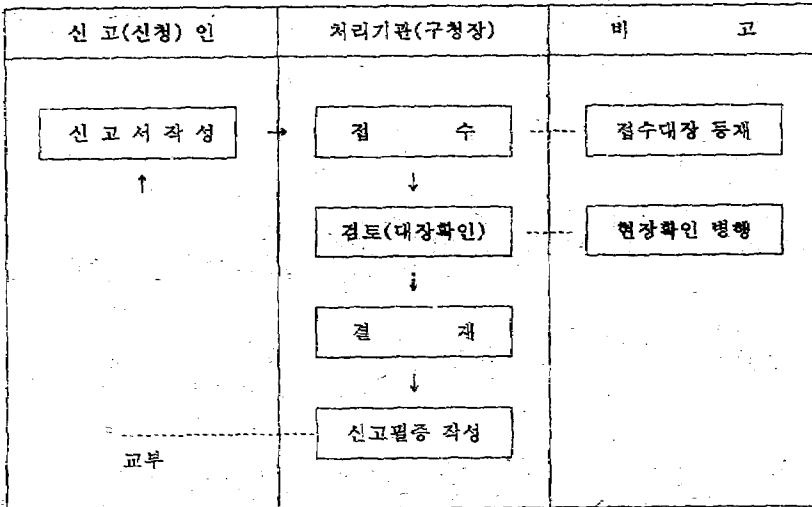 신 고(신청) 인 처리기관(구청장) 비 고
신 고 서 작 성 → 접 수 접수대장 등재
↑ ↓
검토(대장확인) 현장확인 병행
↓
결 재
↓
신고필증 작성
교부